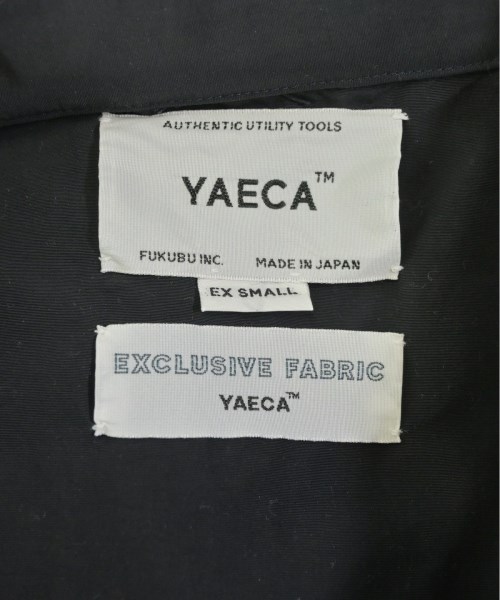 AUTHENTIC UTILITY TOOLS
YAECA™
FUKUBU INC. MADE IN JAPAN
EX SMALL
EXCLUSIVE FABRIC
YAECA™